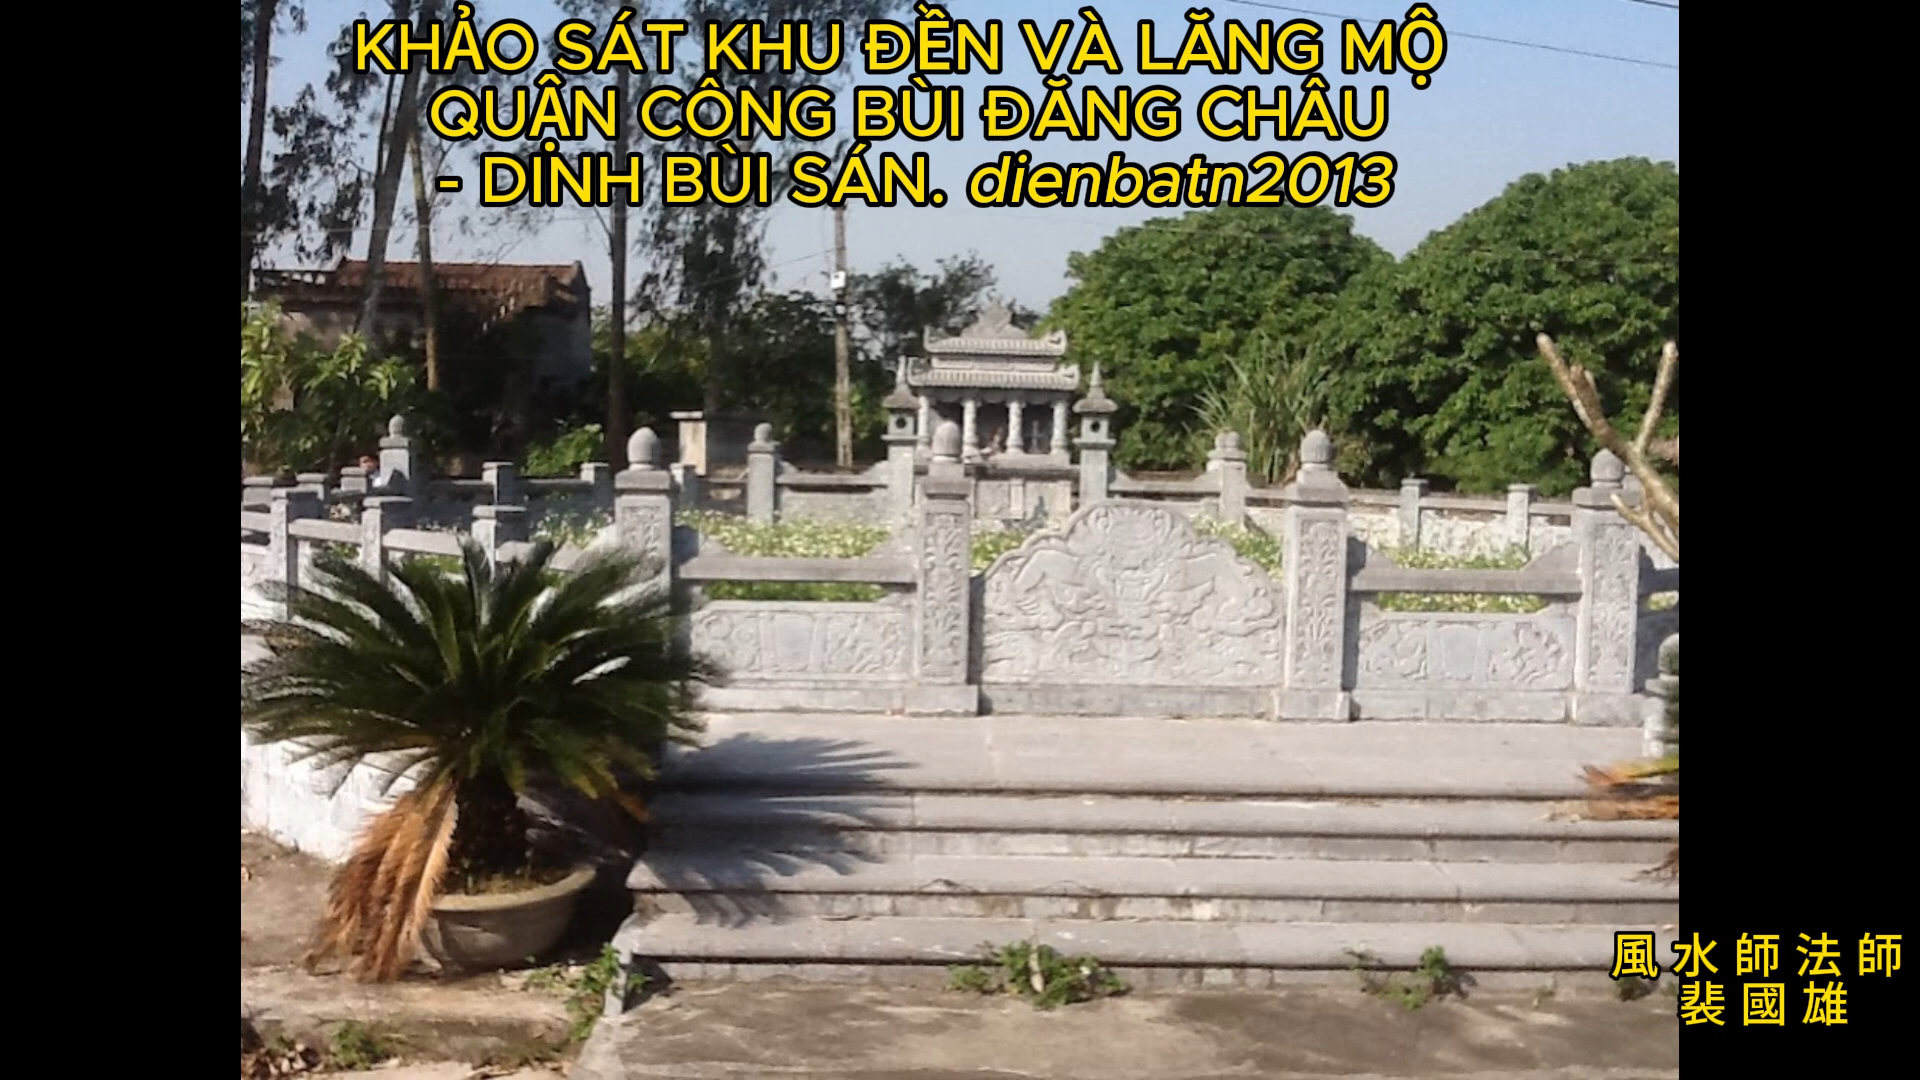 KHẢO SÁT KHU ĐỀN VÀ LĂNG MỘ
QUẬN CÔNG BÙI ĐĂNG CHÂU
- DINH BÙI SÁN. dienbatn2013
風水師法師
裴國雄